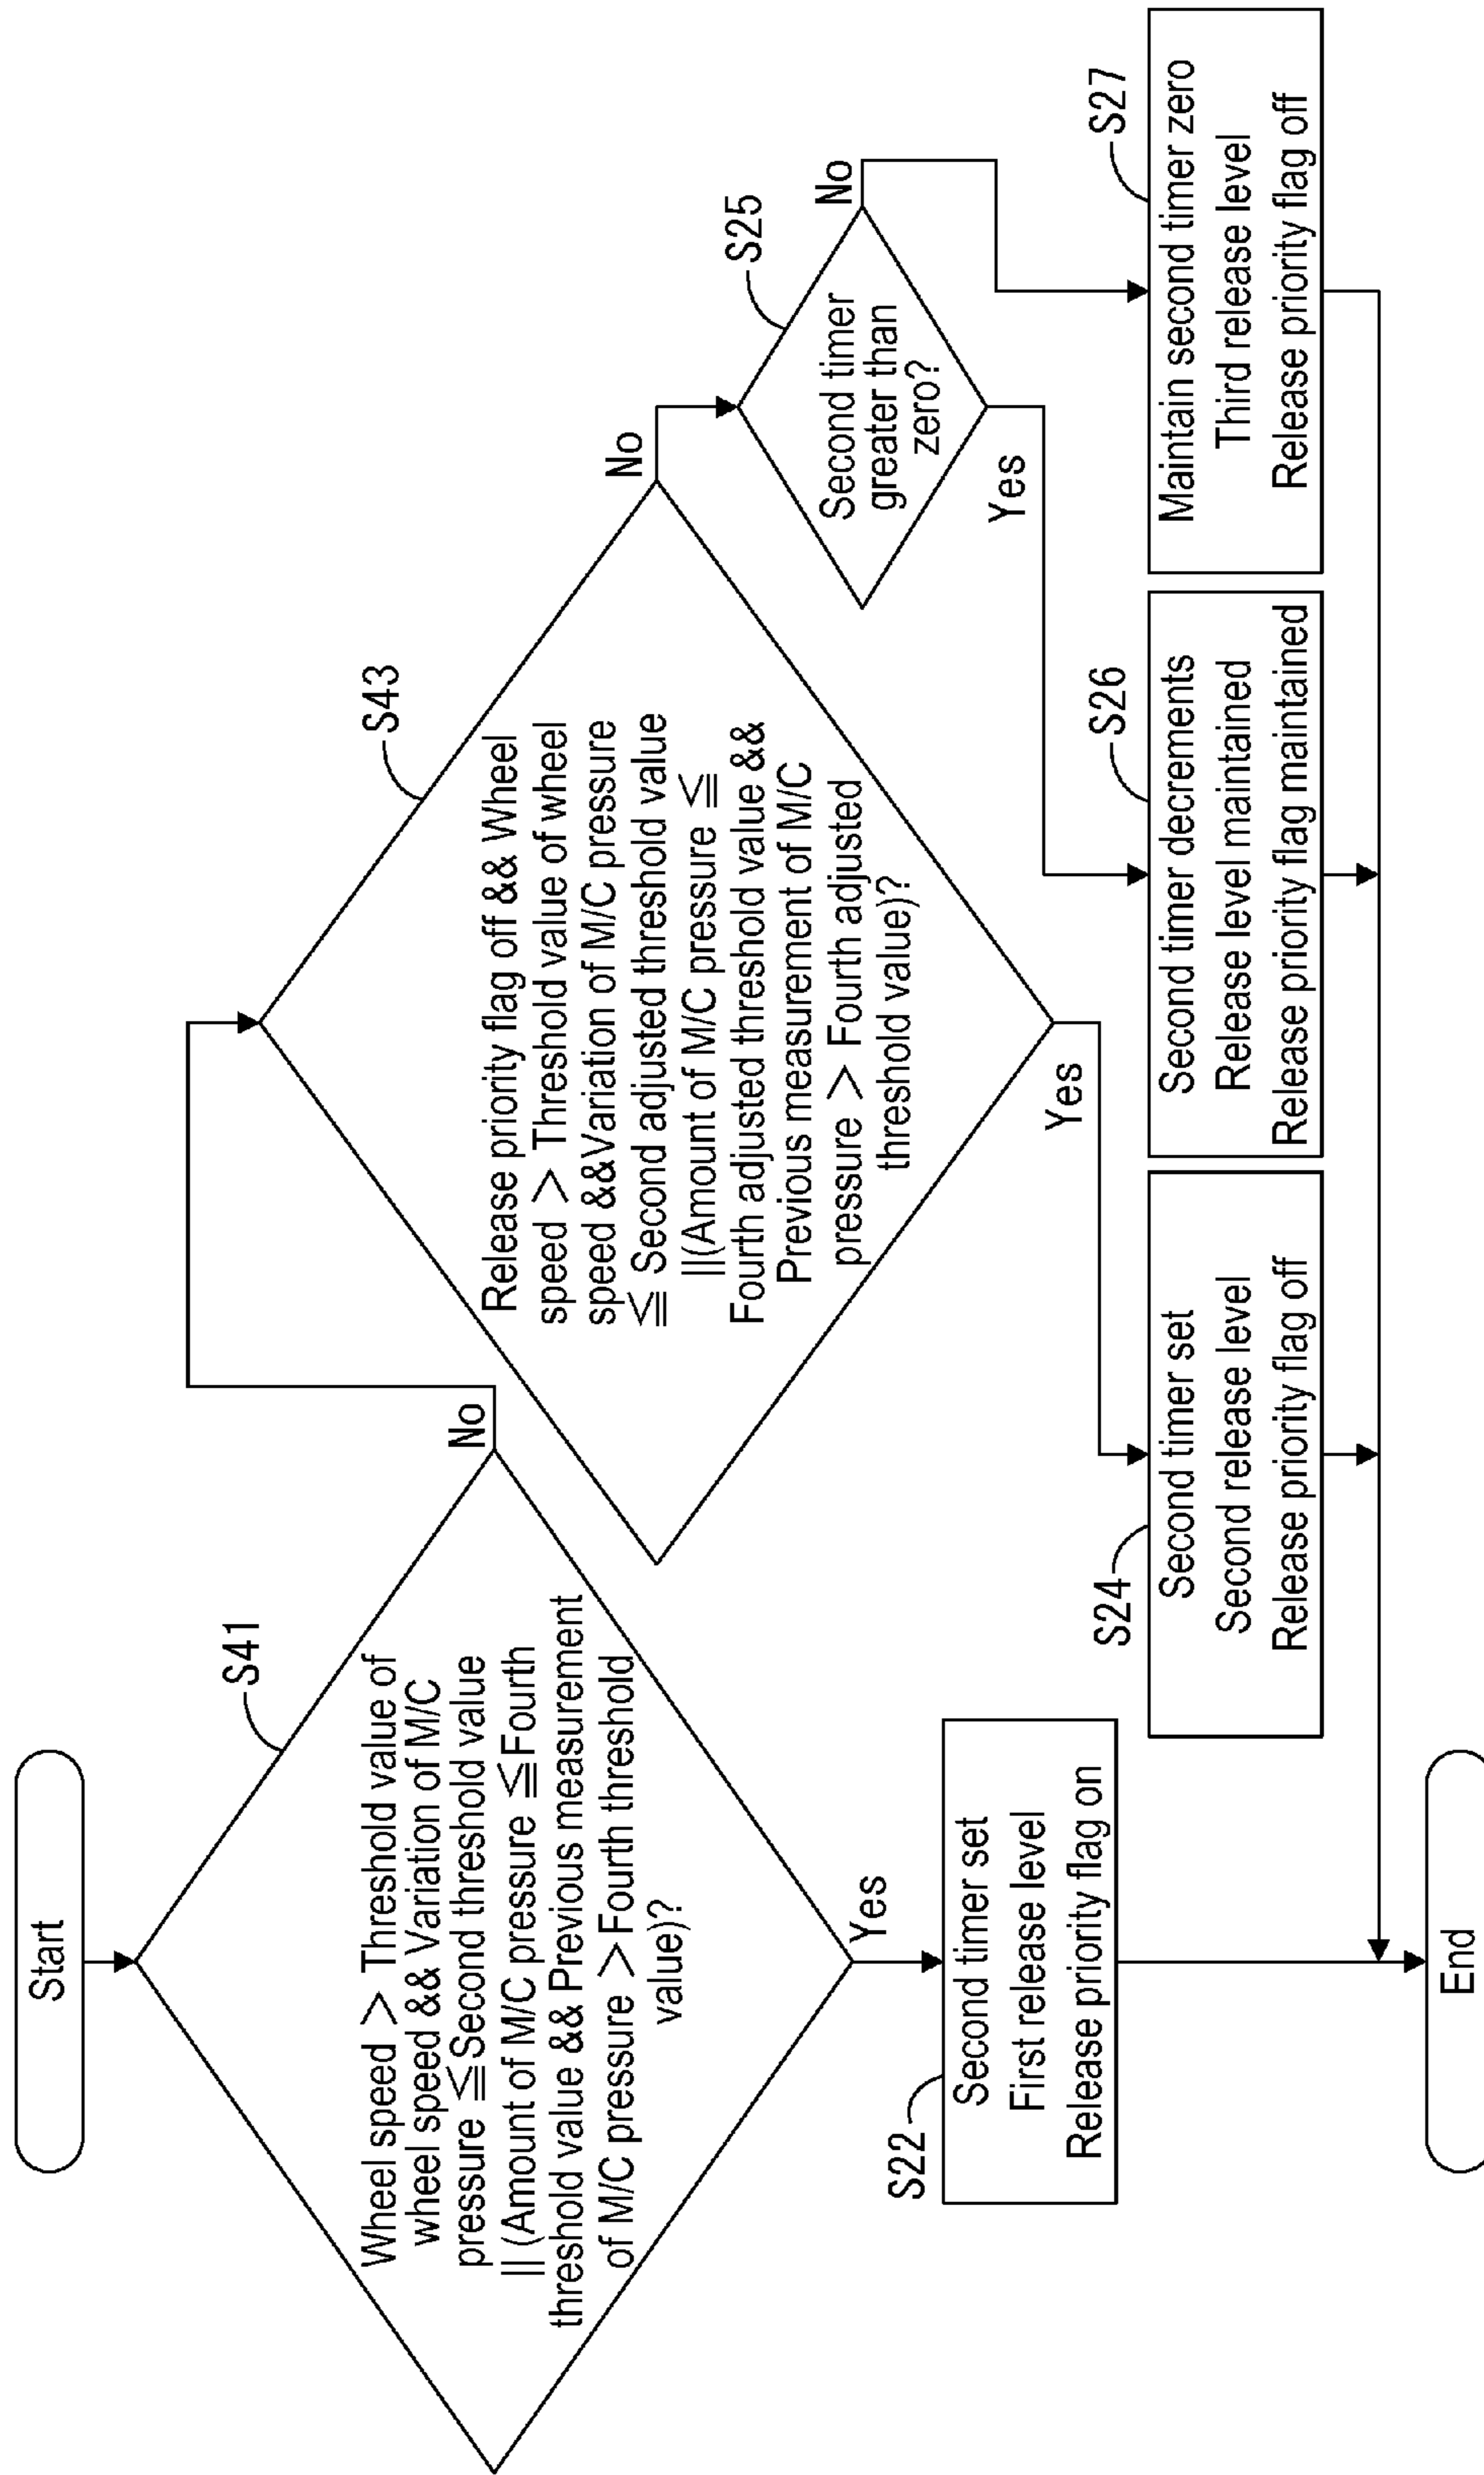 Start
S41
Wheel speed > Threshold value of
wheel speed && Variation of M/C
pressure ≦Second threshold value
|| (Amount of M/C pressure ≦Fourth
threshold value && Previous measurement
of M/C pressure >Fourth threshold
value)?
No
Yes
S22
Second timer set
First release level
Release priority flag on
S43
Release priority flag off && Wheel
speed > Threshold value of wheel
speed &&Variation of M/C pressure
≦ Second adjusted threshold value
||(Amount of M/C pressure ≦
Fourth adjusted threshold value &&
Previous measurement of M/C
pressure > Fourth adjusted
threshold value)?
No
Yes
S24
Second timer set
Second release level
Release priority flag off
S25
Second timer
greater than
zero?
No
Yes
S26
Second timer decrements
Release level maintained
Release priority flag maintained
S27
Maintain second timer zero
Third release level
Release priority flag off
End